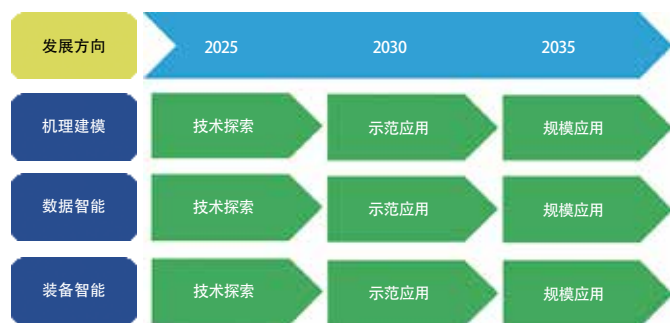 发展方向 2025 2030 2035
机理建模 技术探索 示范应用 规模应用
数据智能 技术探索 示范应用 规模应用
装备智能 技术探索 示范应用 规模应用